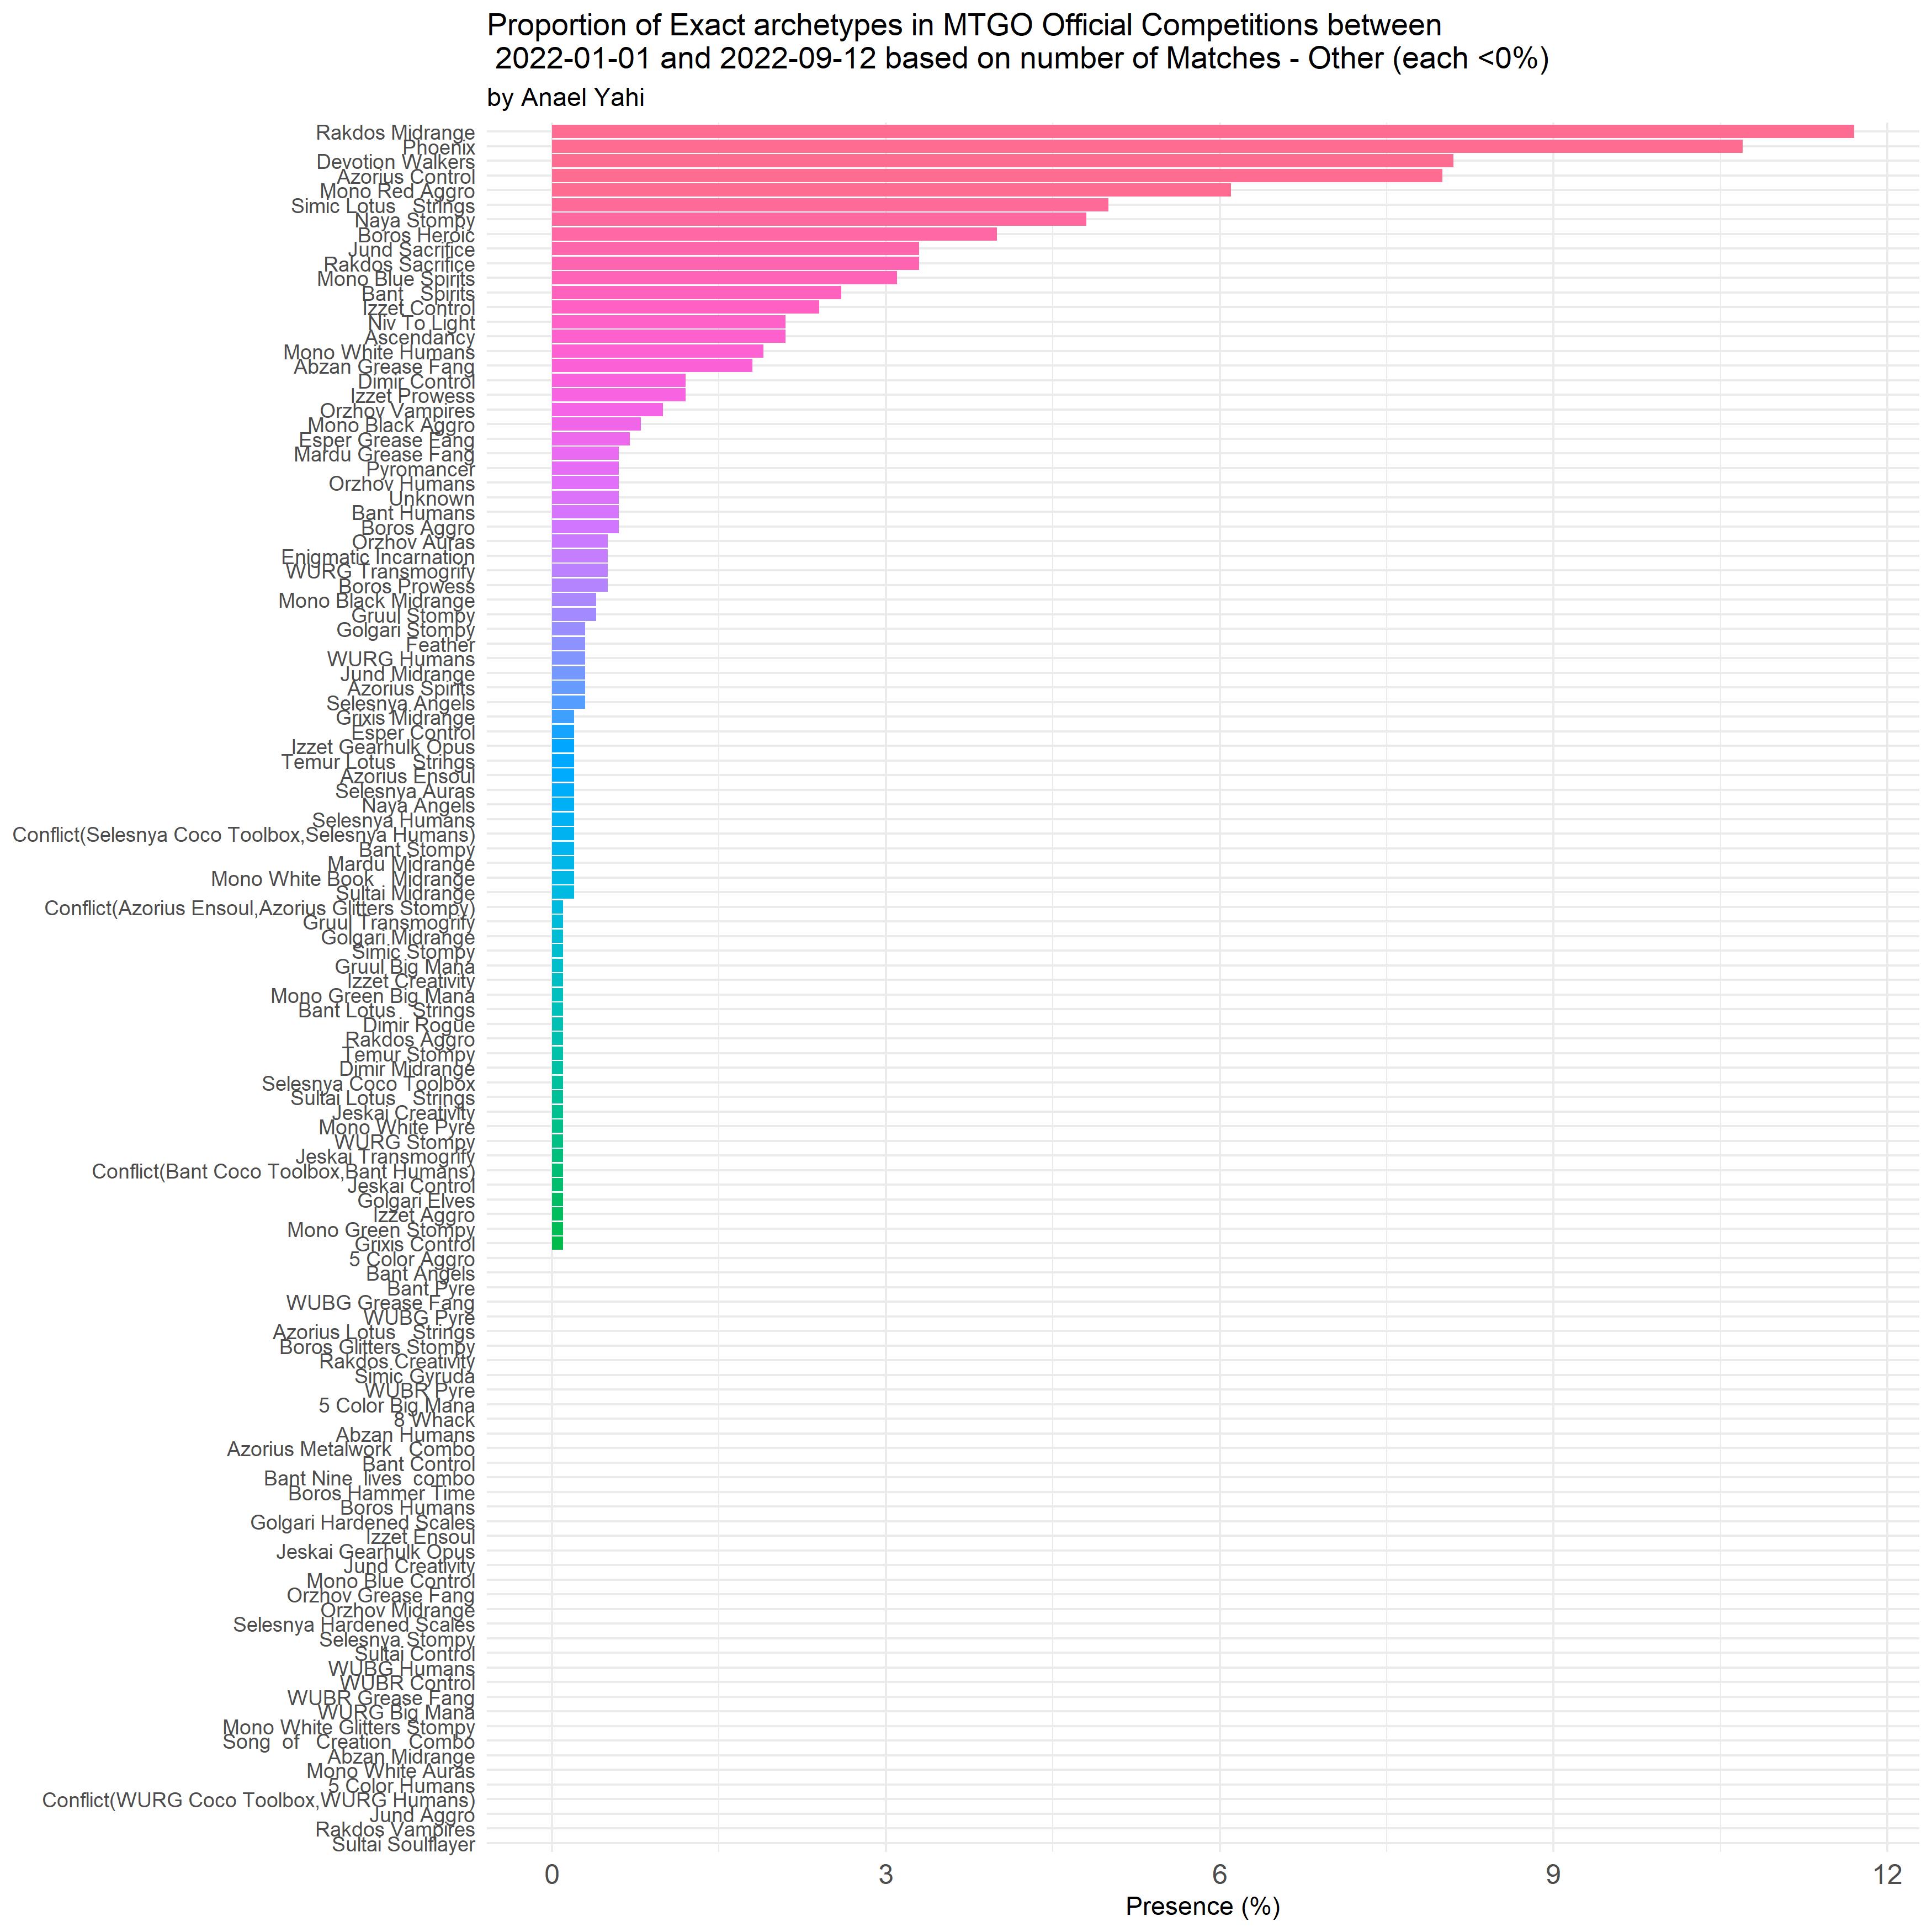 Proportion of Exact archetypes in MTGO Official Competitions between
2022-01-01 and 2022-09-12 based on number of Matches - Other (each <0%)
by Anael Yahi
Rakdos Midrange
Phoenix
Devotion Walkers
Azorius Control
Mono Red Aggro
Simic Lotus   Strings
Naya Stompy
Boros Heroic
Jund Sacrifice
Rakdos Sacrifice
Mono Blue Spirits
Bant   Spirits
Izzet Control
Niv To Light
Ascendancy
Mono White Humans
Abzan Grease Fang
Dimir Control
Izzet Prowess
Orzhov Vampires
Mono Black Aggro
Esper Grease Fang
Mardu Grease Fang
Pyromancer
Orzhov Humans
Unknown
Bant Humans
Boros Aggro
Orzhov Auras
Enigmatic Incarnation
WURG Transmogrify
Boros Prowess
Mono Black Midrange
Gruul Stompy
Golgari Stompy
Feather
WURG Humans
Jund Midrange
Azorius Spirits
Selesnya Angels
Grixis Midrange
Esper Control
Izzet Gearhulk Opus
Temur Lotus   Strings
Azorius Ensoul
Selesnya Auras
Naya Angels
Selesnya Humans
Conflict(Selesnya Coco Toolbox,Selesnya Humans)
Bant Stompy
Mardu Midrange
Mono White Book   Midrange
Sultai Midrange
Conflict(Azorius Ensoul,Azorius Glitters Stompy)
Gruul Transmogrify
Golgari Midrange
Simic Stompy
Gruul Big Mana
Izzet Creativity
Mono Green Big Mana
Bant Lotus   Strings
Dimir Rogue
Rakdos Aggro
Temur Stompy
Dimir Midrange
Selesnya Coco Toolbox
Sultai Lotus   Strings
Jeskai Creativity
Mono White Pyre
WURG Stompy
Jeskai Transmogrify
Conflict(Bant Coco Toolbox,Bant Humans)
Jeskai Control
Golgari Elves
Izzet Aggro
Mono Green Stompy
Grixis Control
5 Color Aggro
Bant Angels
Bant Pyre
WUBG Grease Fang
WUBG Pyre
Azorius Lotus   Strings
Boros Glitters Stompy
Rakdos Creativity
Simic Gyruda
WUBR Pyre
5 Color Big Mana
8 Whack
Abzan Humans
Azorius Metalwork   Combo
Bant Control
Bant Nine  lives  combo
Boros Hammer Time
Boros Humans
Golgari Hardened Scales
Izzet Ensoul
Jeskai Gearhulk Opus
Jund Creativity
Mono Blue Control
Orzhov Grease Fang
Orzhov Midrange
Selesnya Hardened Scales
Selesnya Stompy
Sultai Control
WUBG Humans
WUBR Control
WUBR Grease Fang
WURG Big Mana
Mono White Glitters Stompy
Song  of   Creation   Combo
Abzan Midrange
Mono White Auras
5 Color Humans
Conflict(WURG Coco Toolbox,WURG Humans)
Jund Aggro
Rakdos Vampires
Sultai Soulflayer
0 3 6 9 12
Presence (%)